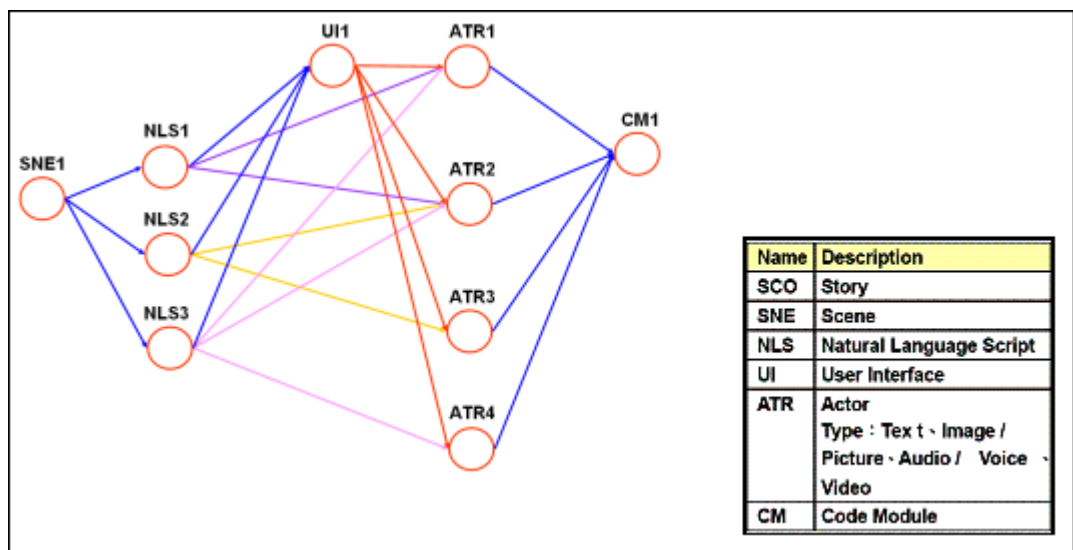 UI1
ATR1
CM1
NLS1
SNE1
ATR2
NLS2
ATR3
NLS3
ATR4
Name Description
SCO Story
SNE Scene
NLS Natural Language Script
UI User Interface
ATR Actor
Type：Tex t、Image /
Picture、Audio / Voice 、
Video
CM Code Module